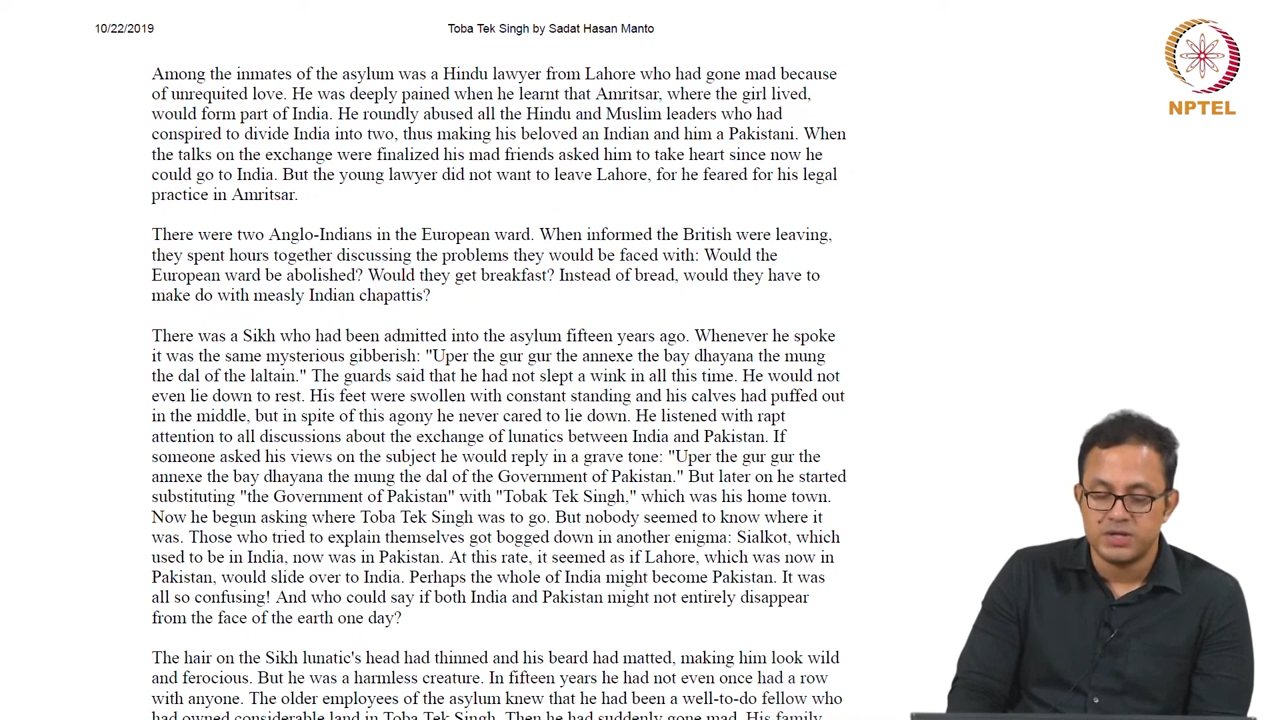 10/22/2019
Toba Tek Singh by Sadat Hasan Manto
NPTEL
Among the inmates of the asylum was a Hindu lawyer from Lahore who had gone mad because
of unrequited love. He was deeply pained when he learnt that Amritsar, where the girl lived,
would form part of India. He roundly abused all the Hindu and Muslim leaders who had
conspired to divide India into two, thus making his beloved an Indian and him a Pakistani. When
the talks on the exchange were finalized his mad friends asked him to take heart since now he
could go to India. But the young lawyer did not want to leave Lahore, for he feared for his legal
practice in Amritsar.
There were two Anglo-Indians in the European ward. When informed the British were leaving,
they spent hours together discussing the problems they would be faced with: Would the
European ward be abolished? Would they get breakfast? Instead of bread, would they have to
make do with measly Indian chapattis?
There was a Sikh who had been admitted into the asylum fifteen years ago. Whenever he spoke
it was the same mysterious gibberish: "Uper the gur gur the annexe the bay dhayana the mung
the dal of the laltain." The guards said that he had not slept a wink in all this time. He would not
even lie down to rest. His feet were swollen with constant standing and his calves had puffed out
in the middle, but in spite of this agony he never cared to lie down. He listened with rapt
attention to all discussions about the exchange of lunatics between India and Pakistan. If
someone asked his views on the subject he would reply in a grave tone: "Uper the gur gur the
annexe the bay dhayana the mung the dal of the Government of Pakistan." But later on he started
substituting "the Government of Pakistan" with "Tobak Tek Singh," which was his home town.
Now he begun asking where Toba Tek Singh was to go. But nobody seemed to know where it
was. Those who tried to explain themselves got bogged down in another enigma: Sialkot, which
used to be in India, now was in Pakistan. At this rate, it seemed as if Lahore, which was now in
Pakistan, would slide over to India. Perhaps the whole of India might become Pakistan. It was
all so confusing! And who could say if both India and Pakistan might not entirely disappear
from the face of the earth one day?
The hair on the Sikh lunatic's head had thinned and his beard had matted, making him look wild
and ferocious. But he was a harmless creature. In fifteen years he had not even once had a row
with anyone. The older employees of the asylum knew that he had been a well-to-do fellow who
had owned considerable land in Toba Tek Singh. Then he had suddenly gone mad. His family